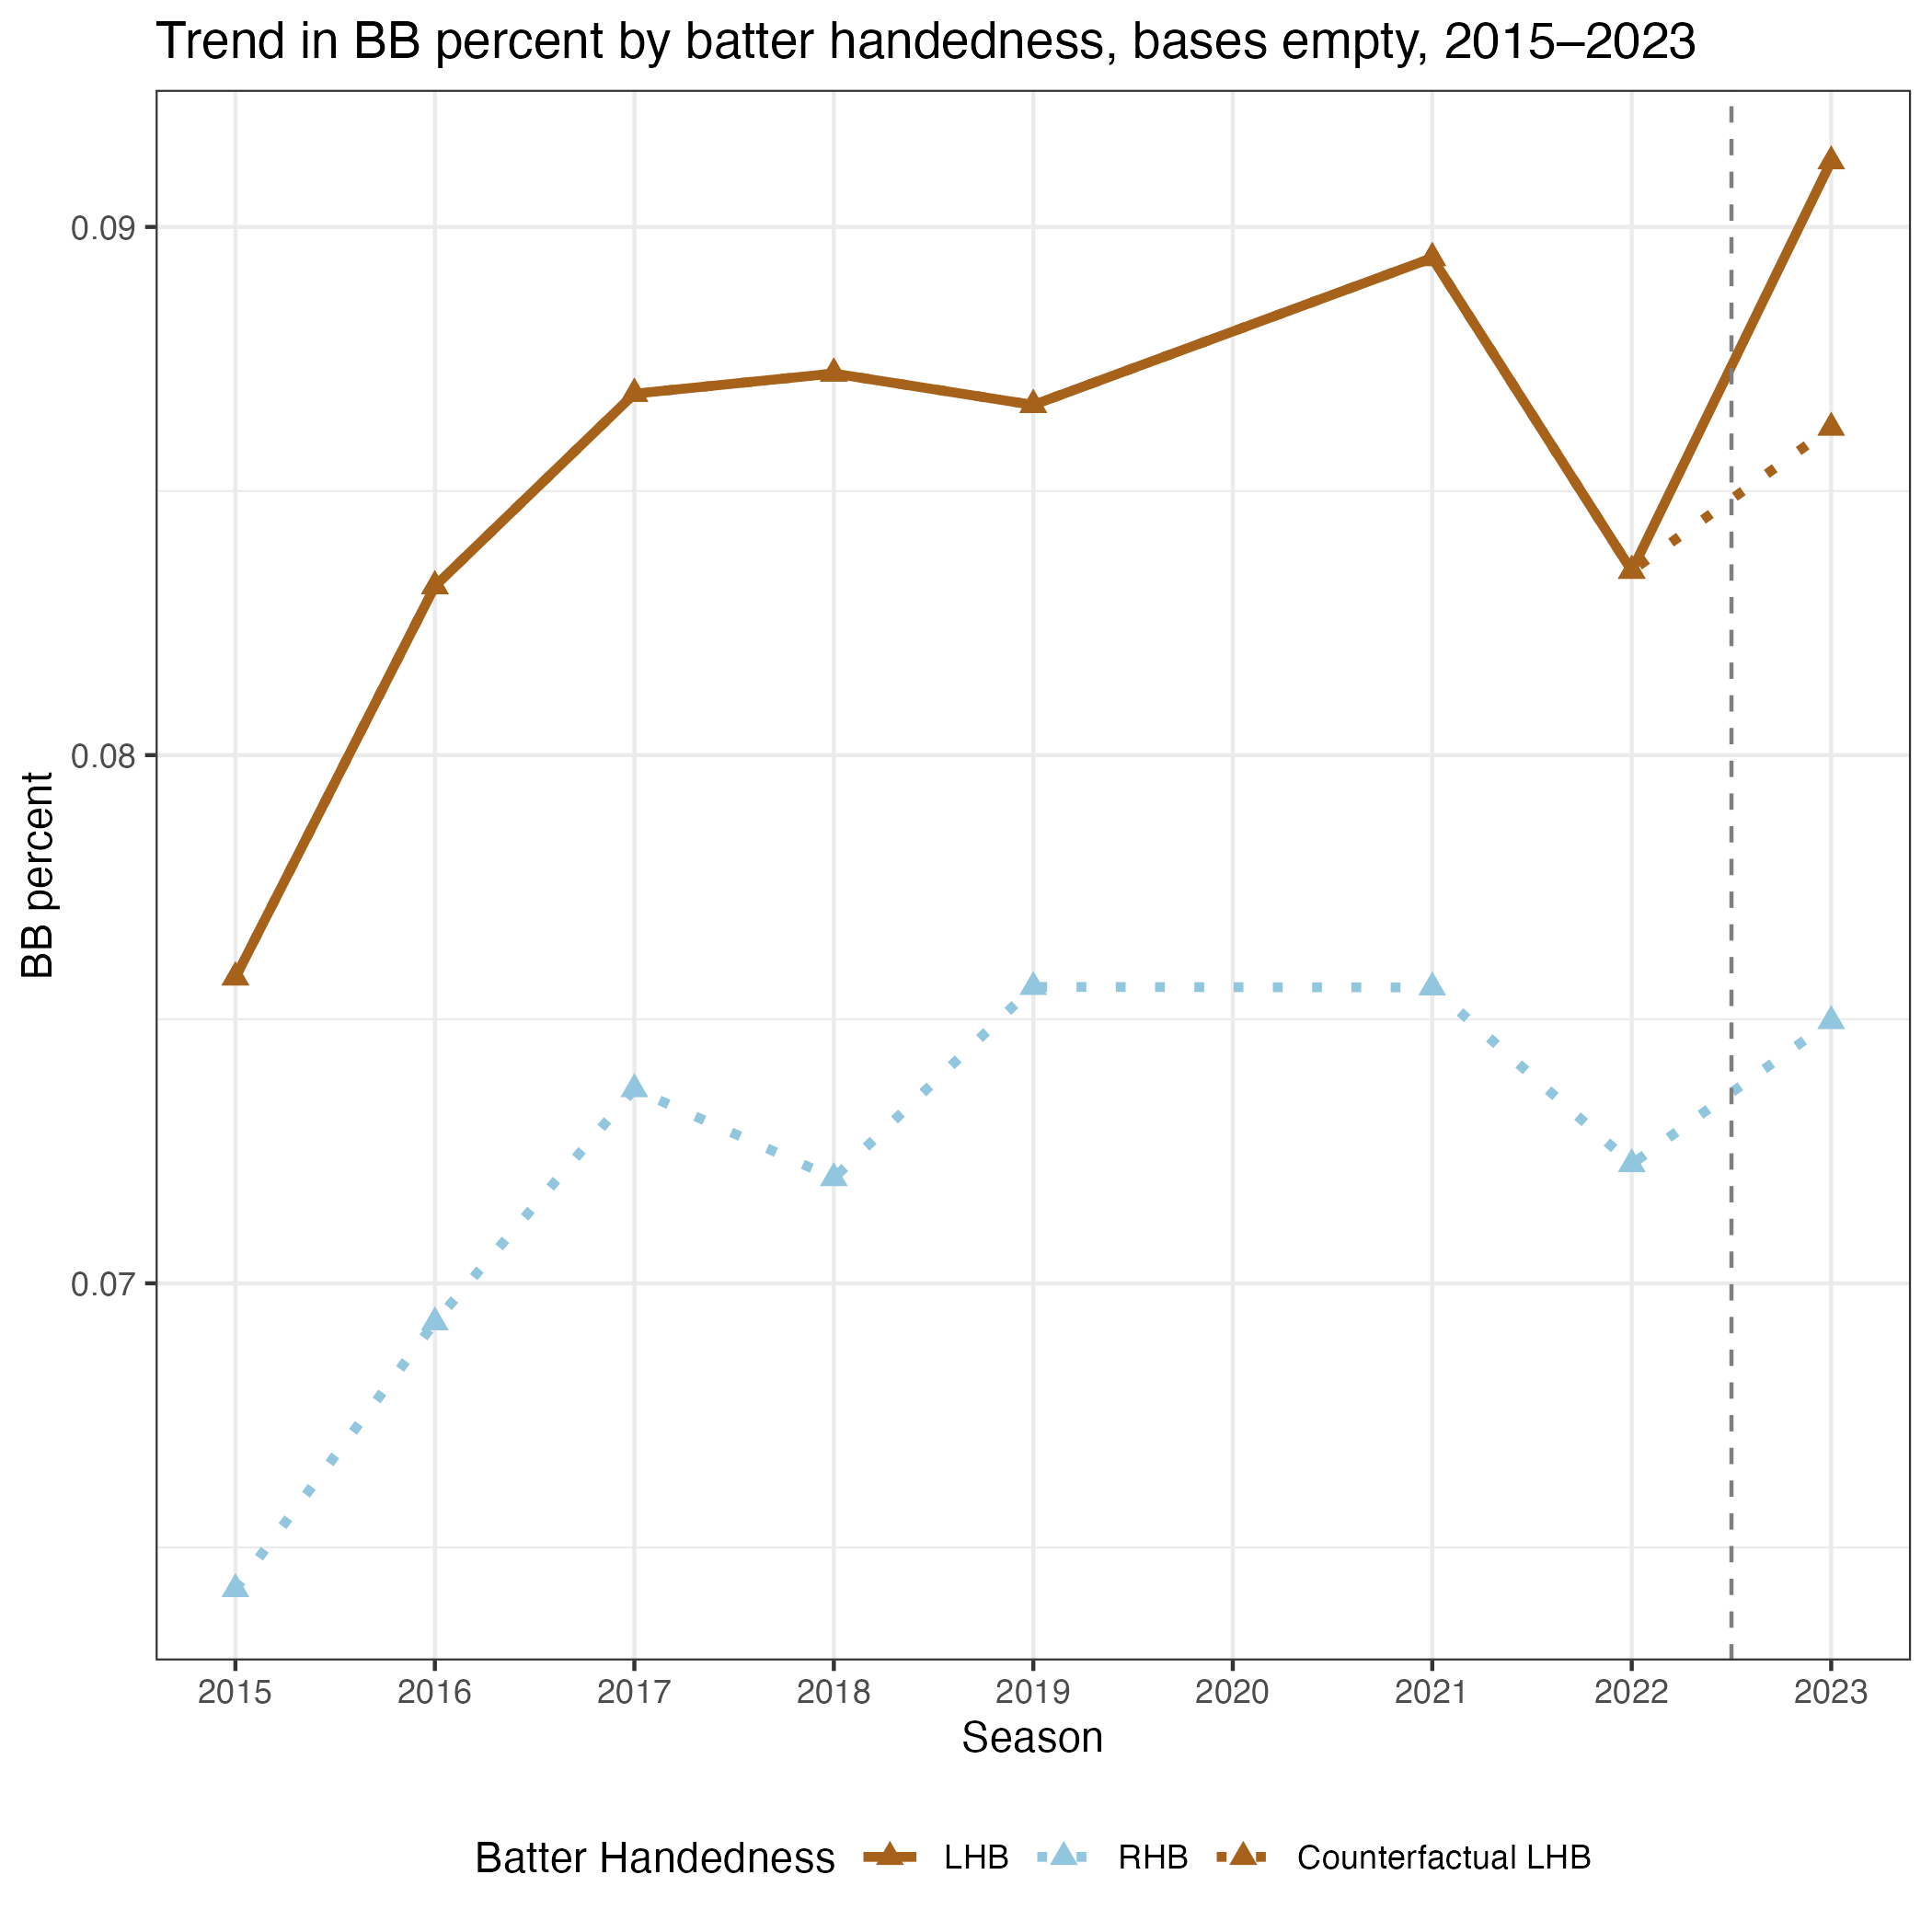 Trend in BB percent by batter handedness, bases empty, 2015–2023
BB percent
0.09
0.08
0.07
2015 2016 2017 2018 2019 2020 2021 2022 2023
Season
Batter Handedness LHB RHB Counterfactual LHB